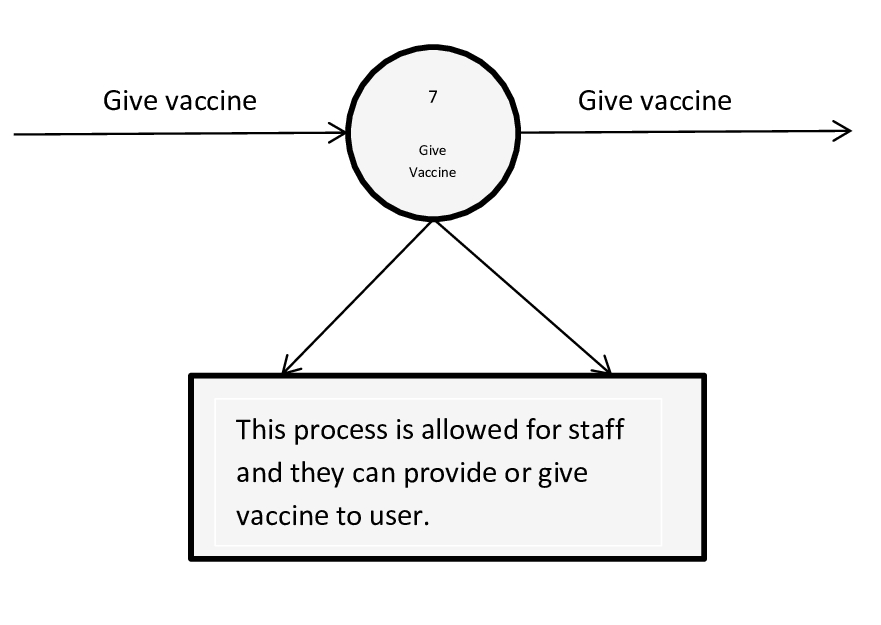 Give vaccine
7
Give
Vaccine
Give vaccine
This process is allowed for staff
and they can provide or give
vaccine to user.